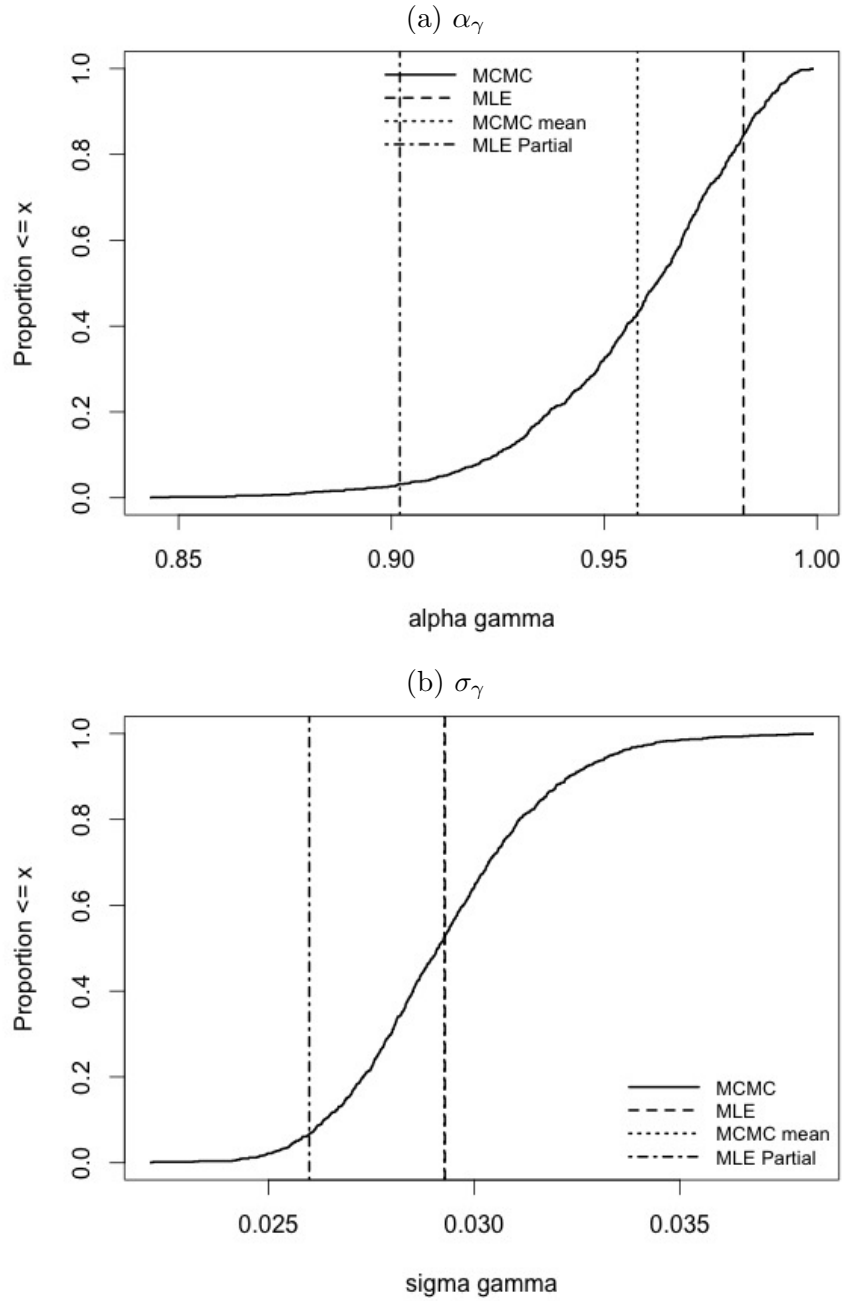 (a) αγ
MCMC
MLE
MCMC mean
MLE Partial
Proportion <= x
0.0 0.2 0.4 0.6 0.8 1.0
0.85 0.90 0.95 1.00
alpha gamma
(b) σγ
Proportion <= x
0.0 0.2 0.4 0.6 0.8 1.0
MCMC
MLE
MCMC mean
MLE Partial
0.025 0.030 0.035
sigma gamma